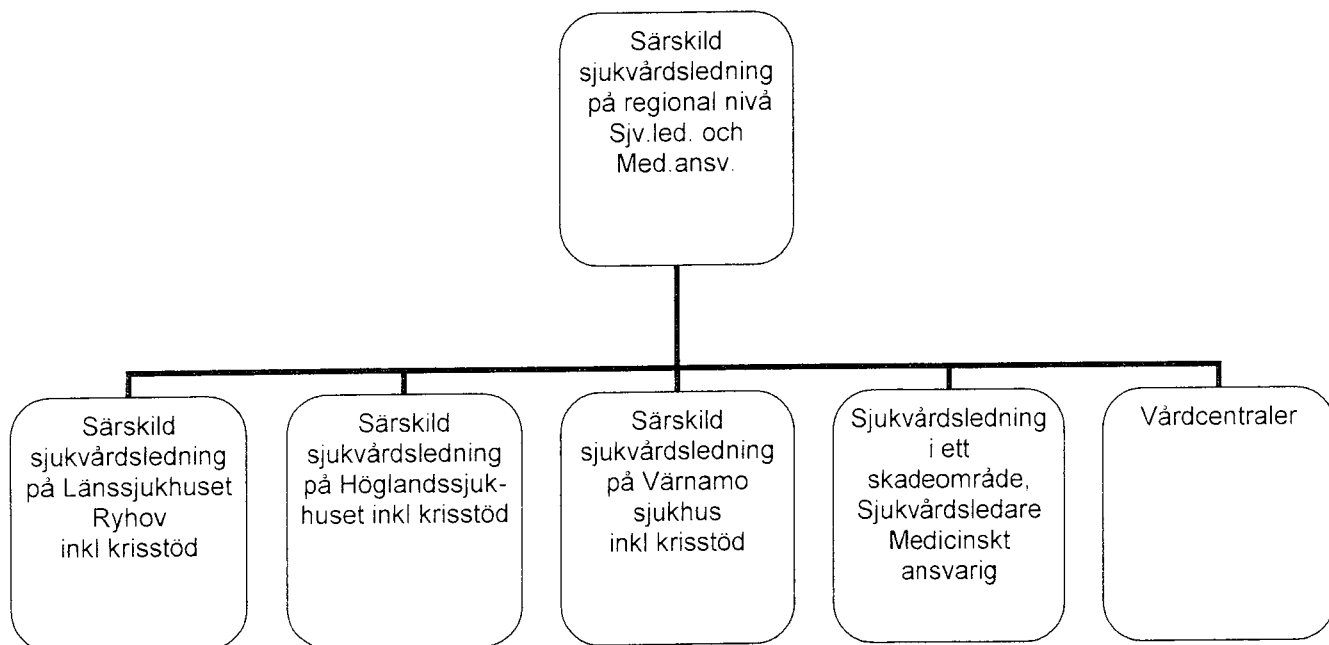 Särskild
sjukvårdsledning
på regional nivå
Sjv.led. och
Med.ansv.
Särskild
sjukvårdsledning
på Länssjukhuset
Ryhov
inkl krisstöd
Särskild
sjukvårdsledning
på Höglandssjuk-
huset inkl krisstöd
Särskild
sjukvårdsledning
på Värnamo
sjukhus
inkl krisstöd
Sjukvårdsledning
i ett
skadeområde,
Sjukvårdsledare
Medicinskt
ansvarig
Vårdcentraler